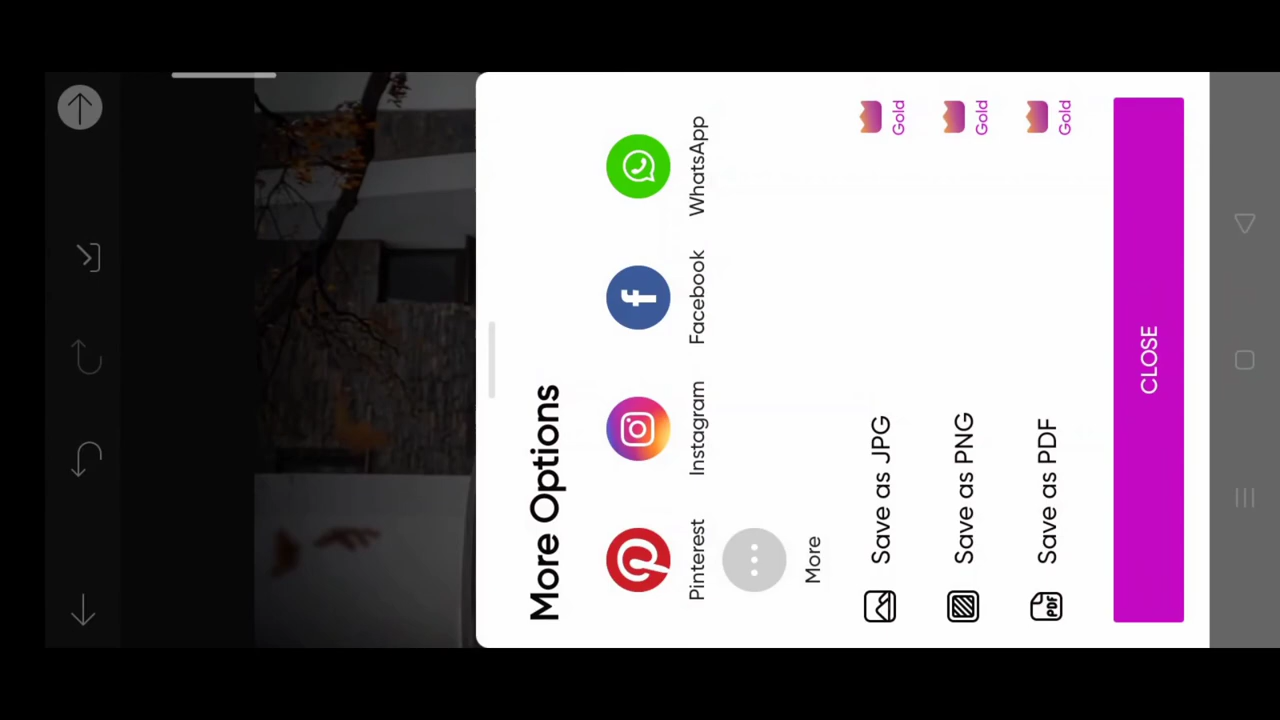 More Options
Pinterest
Instagram
Facebook
WhatsApp
More
Save as JPG
Gold
Save as PNG
Gold
PDF
Save as PDF
Gold
CLOSE